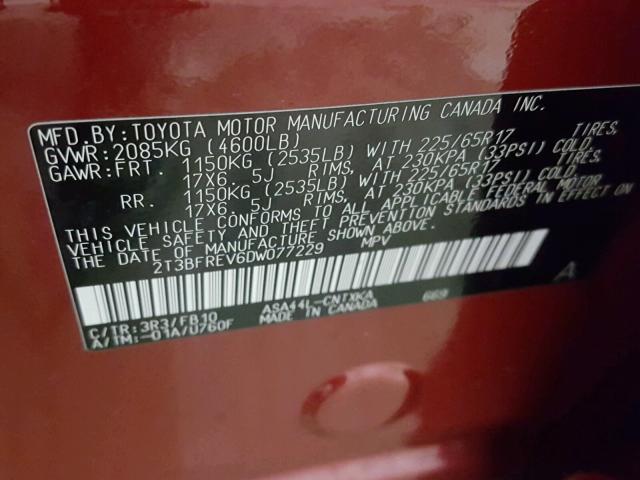 MFD. BY: TOYOTA MOTOR MANUFACTURING CANADA INC.
GVWR: 2085KG (4600LB)
GAWR: FRT. 1150KG (2535LB) WITH 225/65R17 TIRES,
17X6.5J RIMS, AT 230KPA (33PSI) COLD.
RR. 1150KG (2535LB) WITH 225/65R17 TIRES,
17X6.5J RIMS, AT 230KPA (33PSI) COLD.
THIS VEHICLE CONFORMS TO ALL APPLICABLE FEDERAL MOTOR
VEHICLE SAFETY AND THEFT PREVENTION STANDARDS IN EFFECT ON
THE DATE OF MANUFACTURE SHOWN ABOVE.
2T3BFREV6DW077229 MPV
A
C/TR: 3R3/FB10 ASA44L-CNTXKA 669
A/TM: -01A/U760F MADE IN CANADA